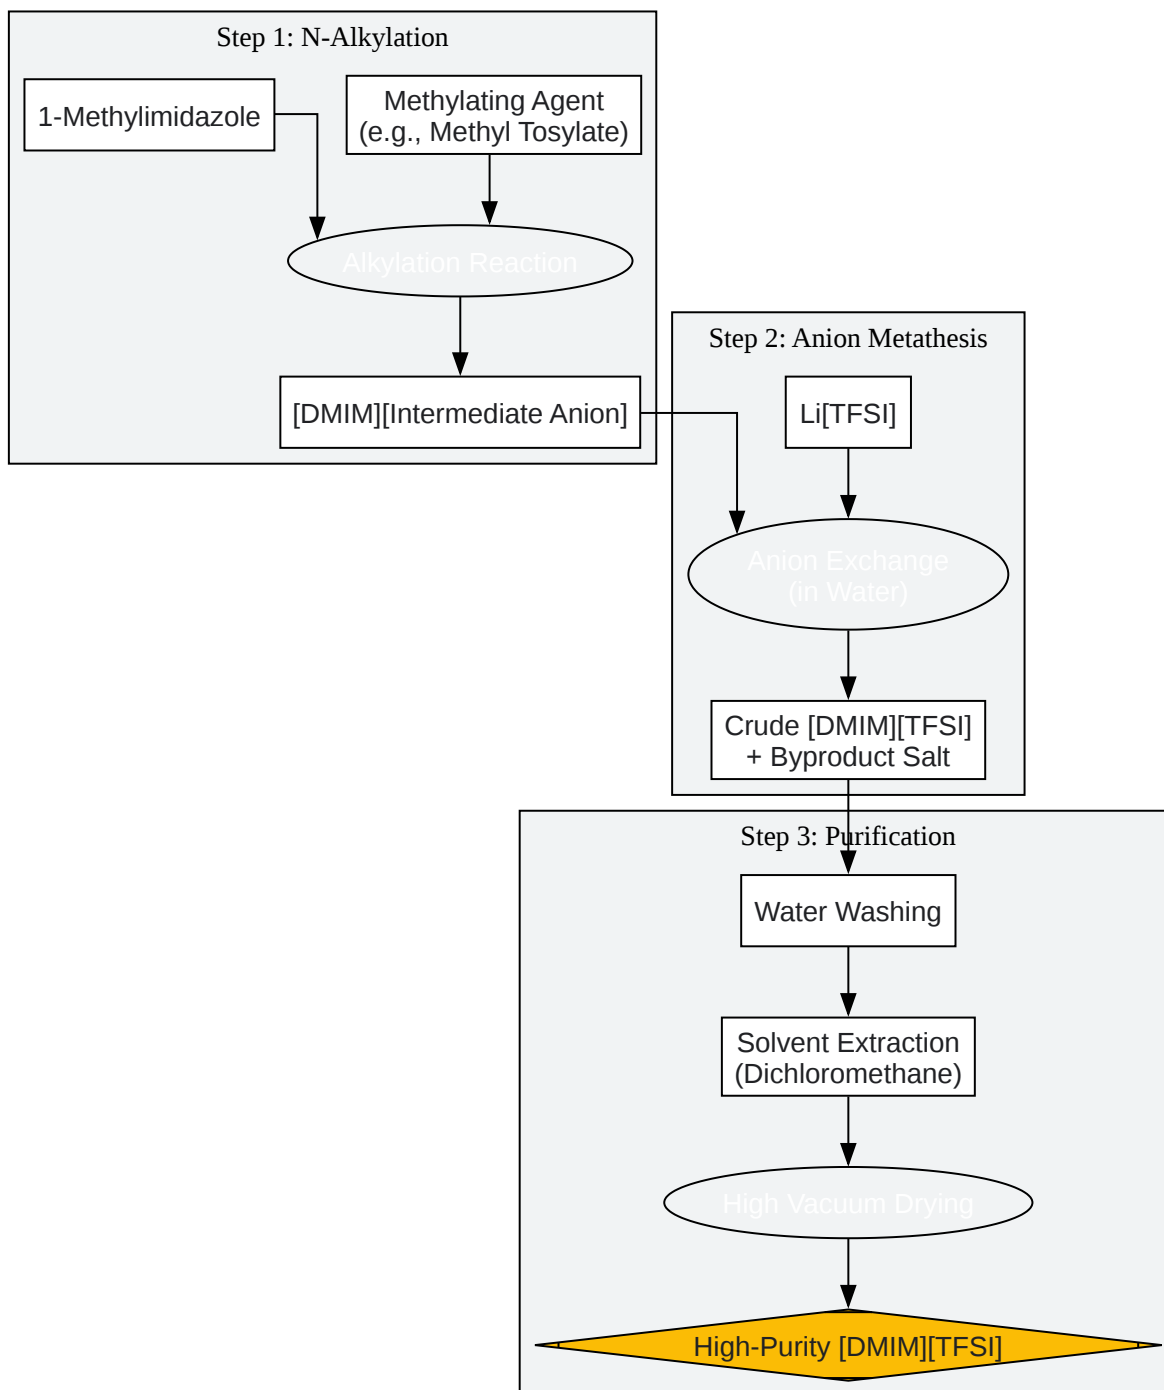 Step 1: N-Alkylation
1-Methylimidazole
Methylating Agent
(e.g., Methyl Tosylate)
Alkylation Reaction
[DMIM][Intermediate Anion]
Step 2: Anion Metathesis
Li[TFSI]
Anion Exchange
(in Water)
Crude [DMIM][TFSI]
+ Byproduct Salt
Step 3: Purification
Water Washing
Solvent Extraction
(Dichloromethane)
High Vacuum Drying
High-Purity [DMIM][TFSI]